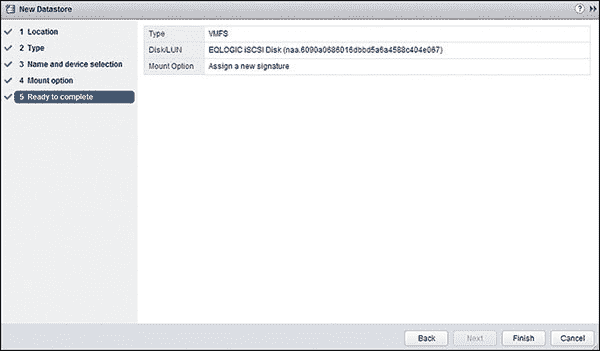 New Datastore
1 Location
2 Type
3 Name and device selection
4 Mount option
5 Ready to complete
Type VMFS
Disk/LUN EQLOGIC iSCSI Disk (naa.6090a0686016dbbd5a6a4588c404e067)
Mount Option Assign a new signature
Back Next Finish Cancel